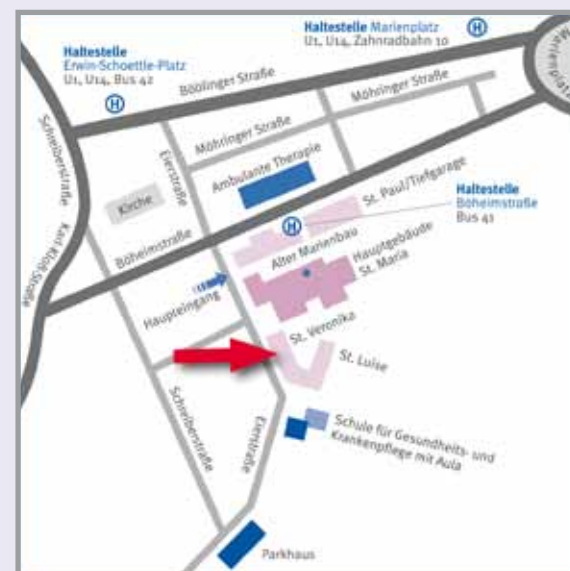 Haltestelle Marienplatz
U1, U14, Zahnradbahn 10
H
Marienplatz
Haltestelle
Erwin-Schoettle-Platz
U1, U14, Bus 42
H
Böblinger Straße
Möhringer Straße
Möhringer Straße
Schreiberstraße
Eierstraße
Ambulante Therapie
Kirche
St. Paul/Tiefgarage
Haltestelle
Böheimstraße
Bus 41
H
Karl-Kloß-Straße
Böheimstraße
Alter Marienbau
Hauptgebäude
St. Maria
Haupteingang
St. Veronika
St. Luise
Schreiberstraße
Eierstraße
Schule für Gesundheits- und
Krankenpflege mit Aula
Parkhaus